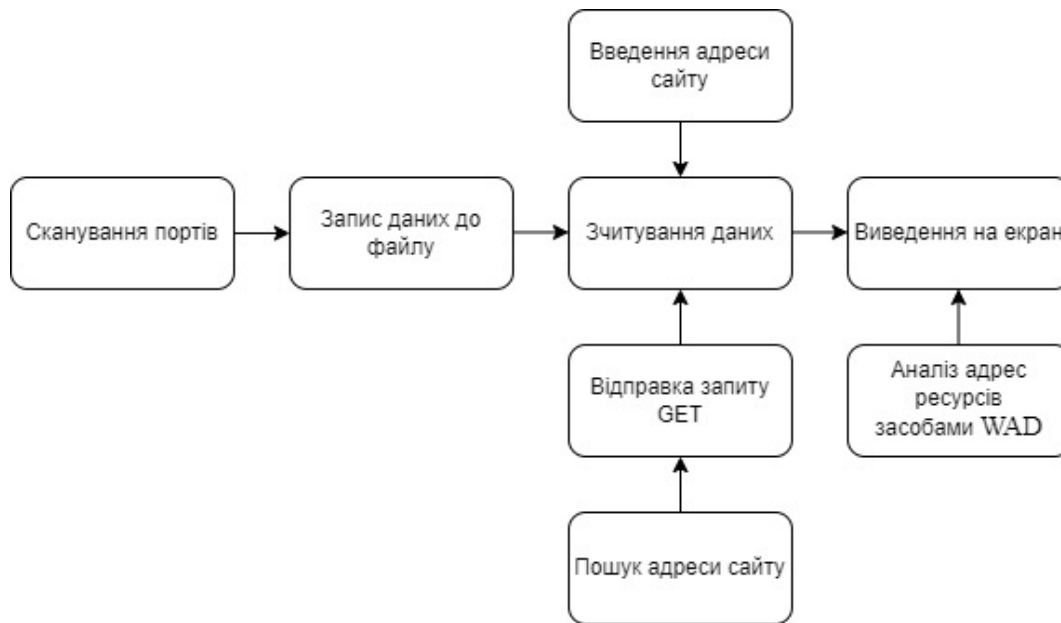 Введення адреси
сайту
Сканування портів
Запис даних до
файлу
Зчитування даних
Виведення на екран
Відправка запиту
GET
Аналіз адрес
ресурсів
засобами WAD
Пошук адреси сайту